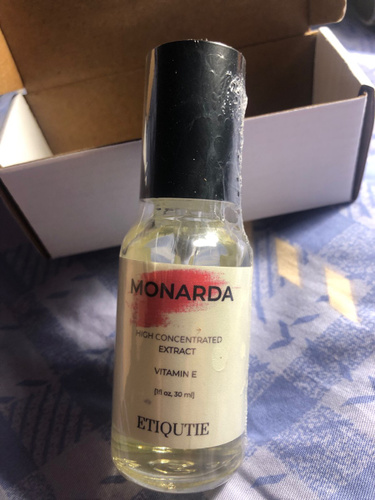 MONARDA
HIGH CONCENTRATED
EXTRACT
VITAMIN E
(1fl oz, 30 ml)
ETIQUTIE